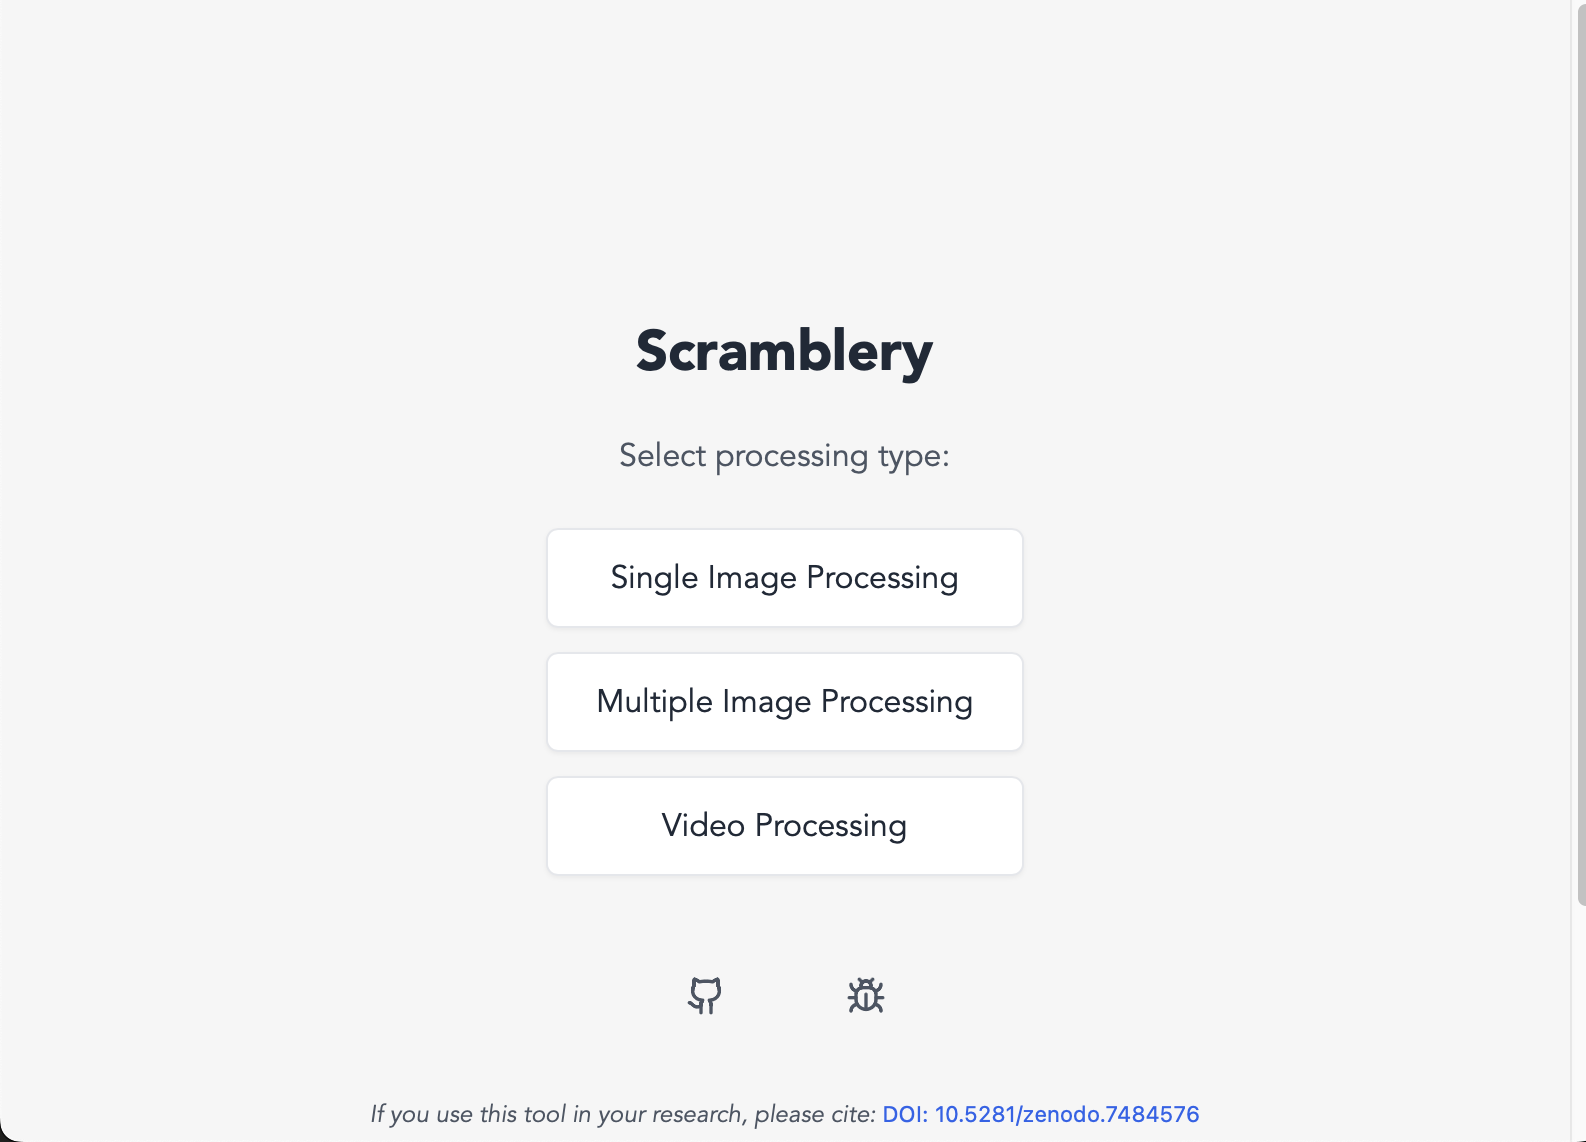 Scramblery
Select processing type:
Single Image Processing
Multiple Image Processing
Video Processing
If you use this tool in your research, please cite: DOI: 10.5281/zenodo.7484576